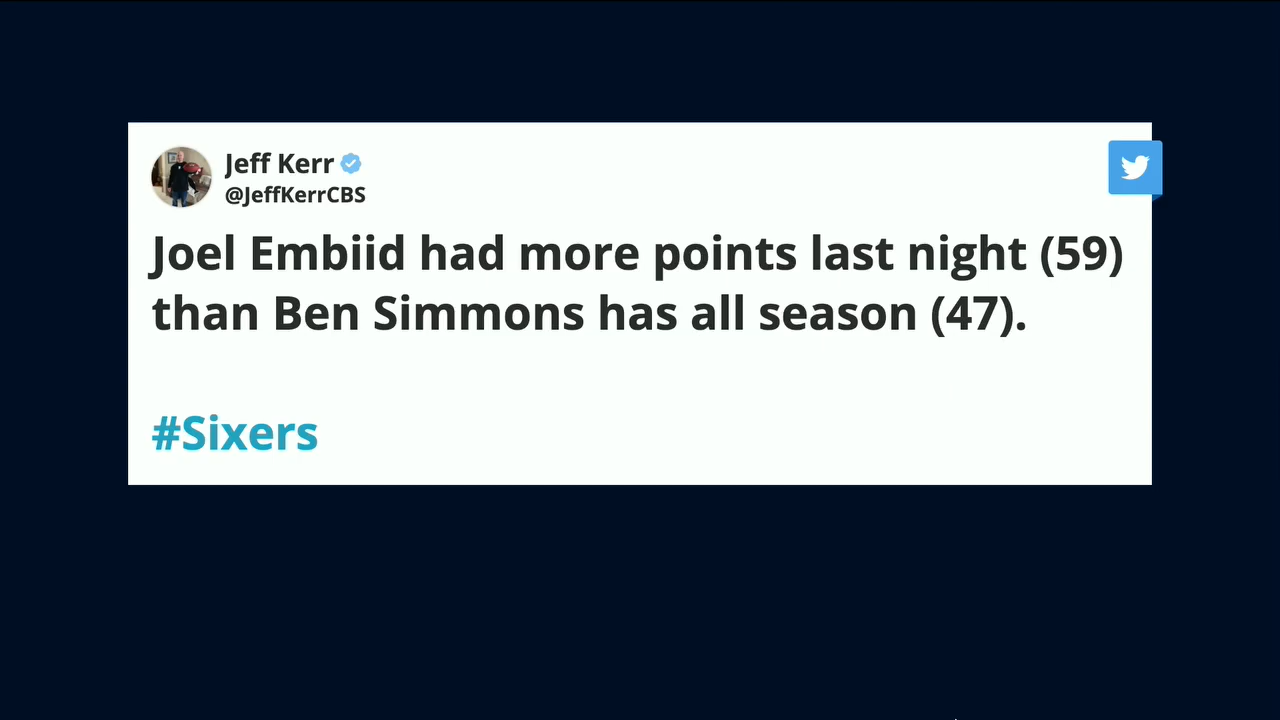 Jeff Kerr
@JeffKerrCBS
Joel Embiid had more points last night (59)
than Ben Simmons has all season (47).
#Sixers